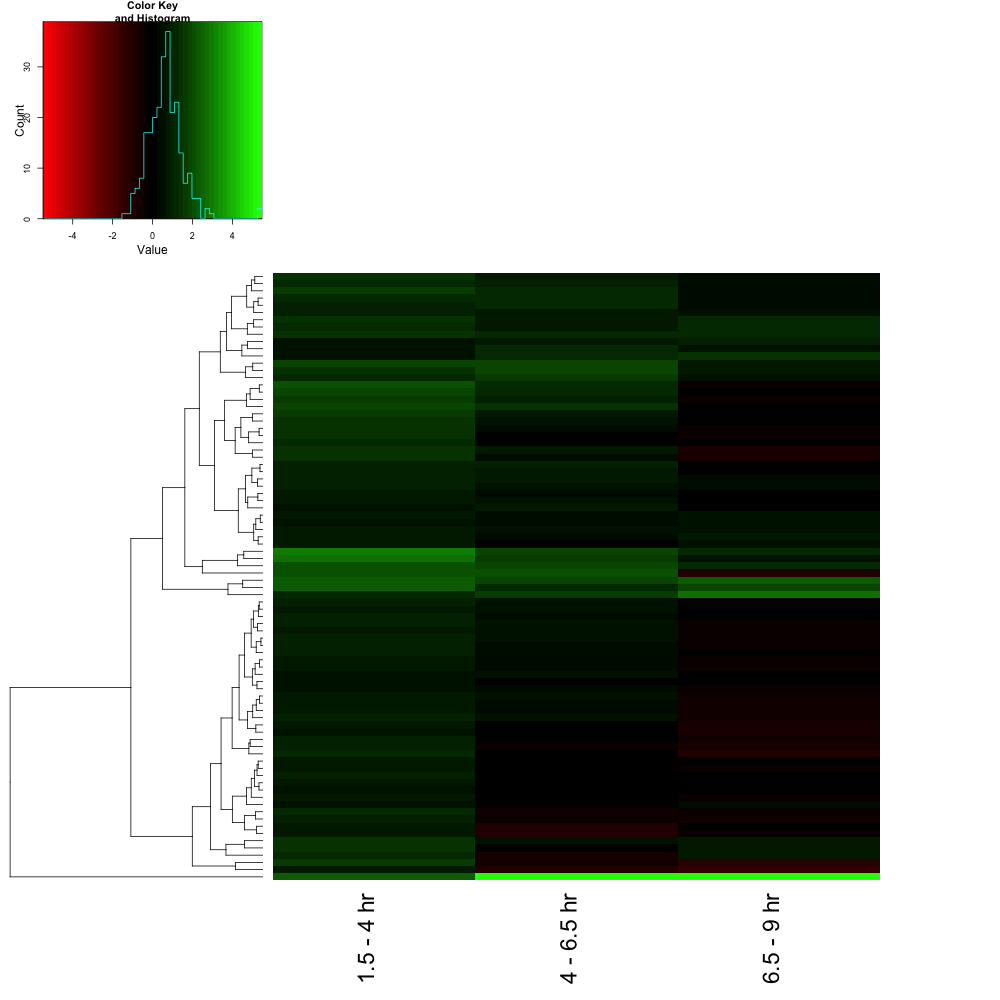 Color Key
and Histogram
Count
0
10
20
30
-4
-2
0
2
4
Value
1.5 - 4 hr
4 - 6.5 hr
6.5 - 9 hr